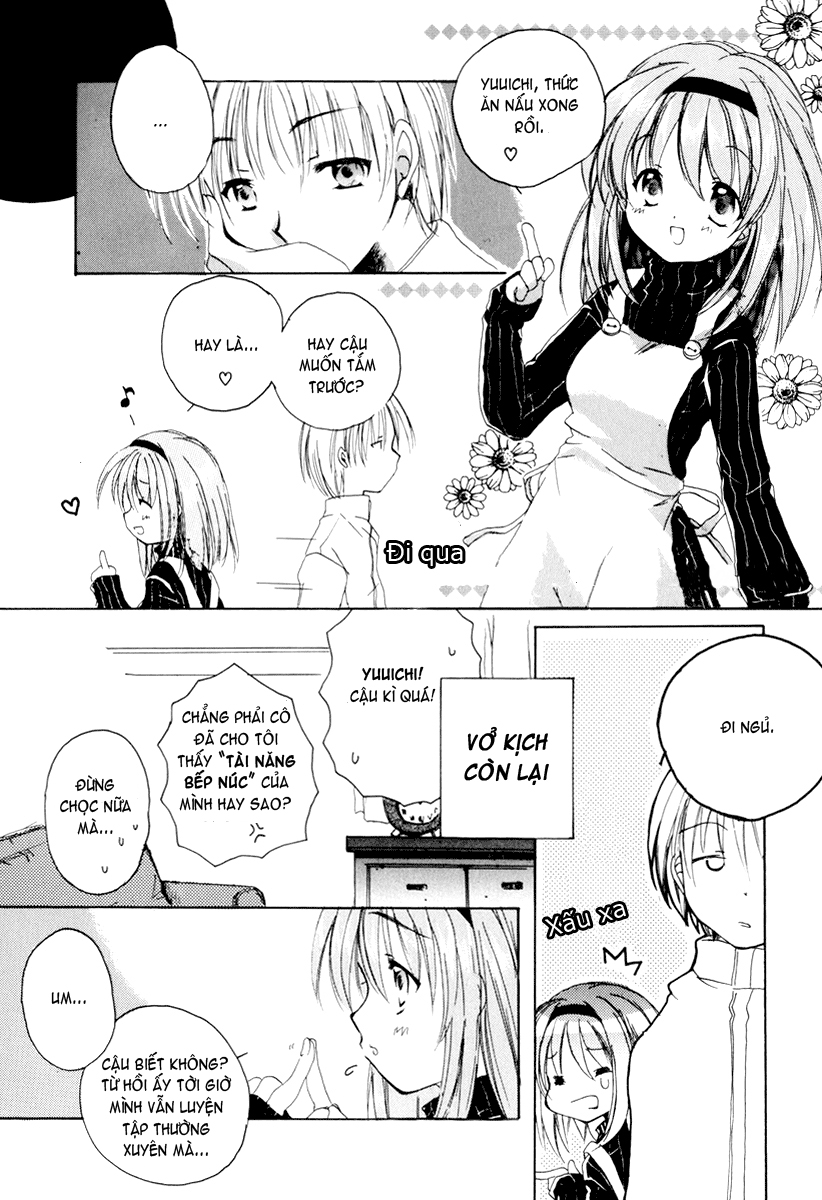 YUUICHI, THỨC
ĂN NẤU XONG
RỒI.
♡
...
HAY CẬU
MUỐN TẮM
TRƯỚC?
HAY LÀ...
♡
Đi qua
ĐI NGỦ.
Xấu xa
VỞ KỊCH
CÒN LẠI
YUUICHI!
CẬU KÌ QUÁ!
CHẲNG PHẢI CÔ
ĐÃ CHO TÔI
THẤY "TÀI NĂNG
BẾP NÚC" CỦA
MÌNH HAY SAO?
ĐỪNG
CHỌC NỮA
MÀ...
UM...
CẬU BIẾT KHÔNG?
TỪ HỒI ẤY TỚI GIỜ
MÌNH VẪN LUYỆN
TẬP THƯỜNG
XUYÊN MÀ...